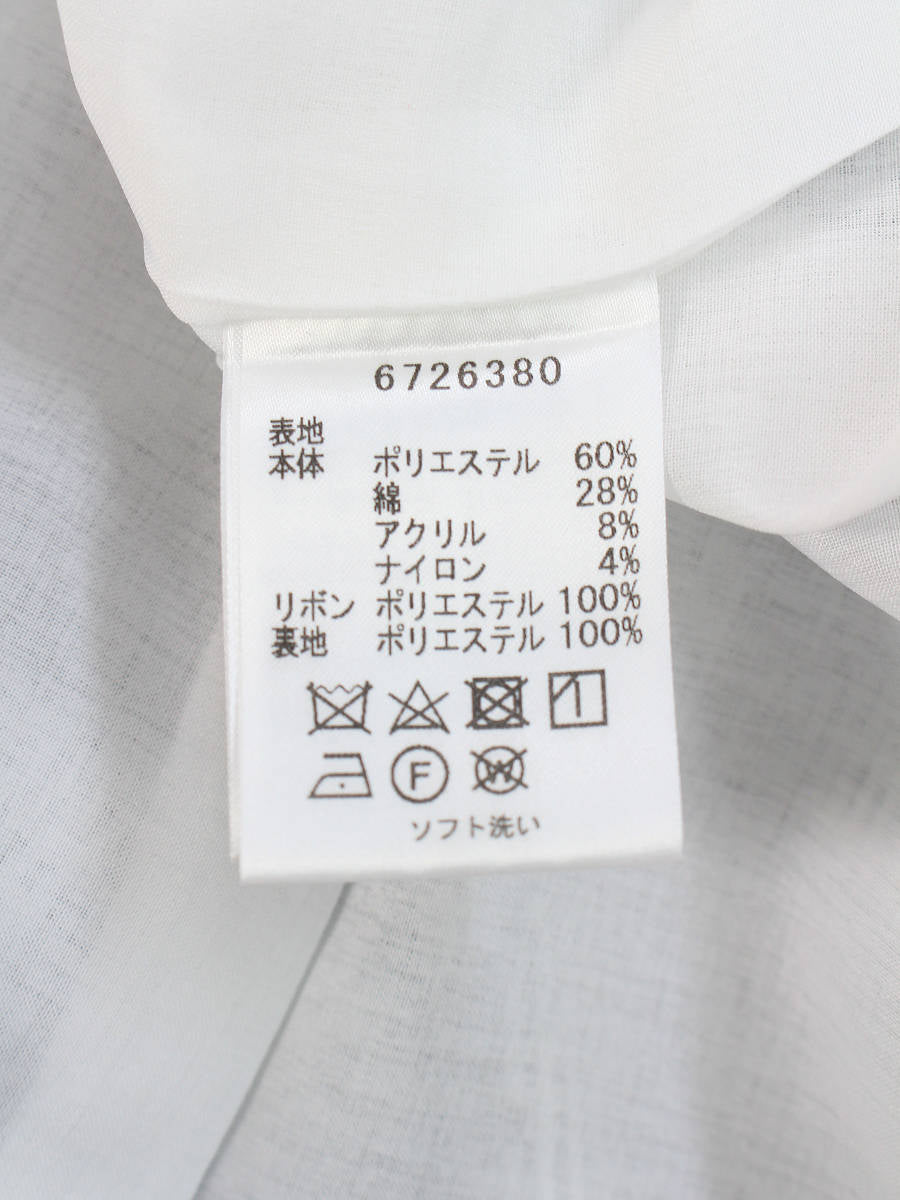 6726380
表地
本体 ポリエステル 60%
綿 28%
アクリル 8%
ナイロン 4%
リボン ポリエステル 100%
裏地 ポリエステル 100%
F W
ソフト洗い